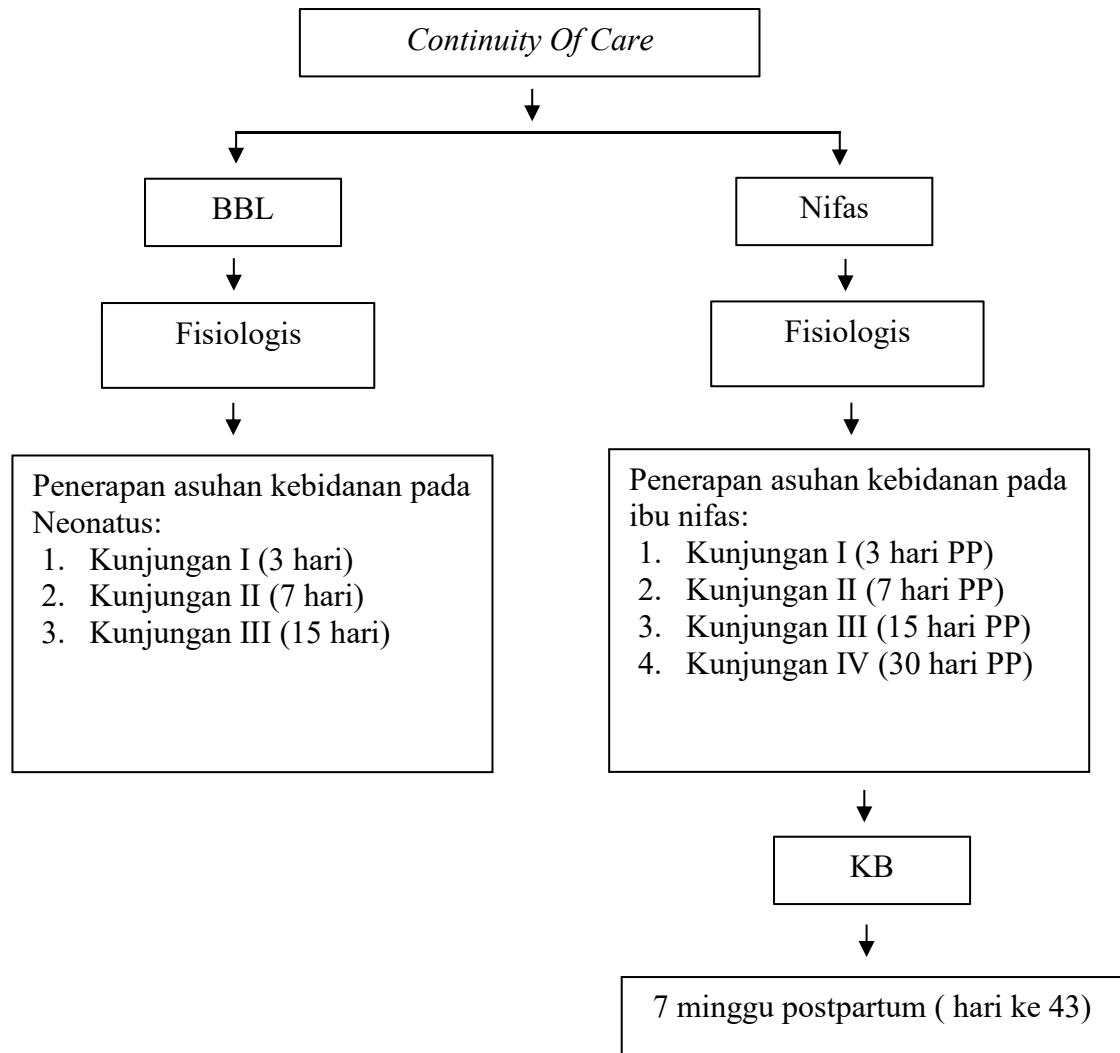 Continuity Of Care
BBL
Nifas
Fisiologis
Fisiologis
Penerapan asuhan kebidanan pada
Neonatus:
1. Kunjungan I (3 hari)
2. Kunjungan II (7 hari)
3. Kunjungan III (15 hari)
Penerapan asuhan kebidanan pada
ibu nifas:
1. Kunjungan I (3 hari PP)
2. Kunjungan II (7 hari PP)
3. Kunjungan III (15 hari PP)
4. Kunjungan IV (30 hari PP)
KB
7 minggu postpartum ( hari ke 43)